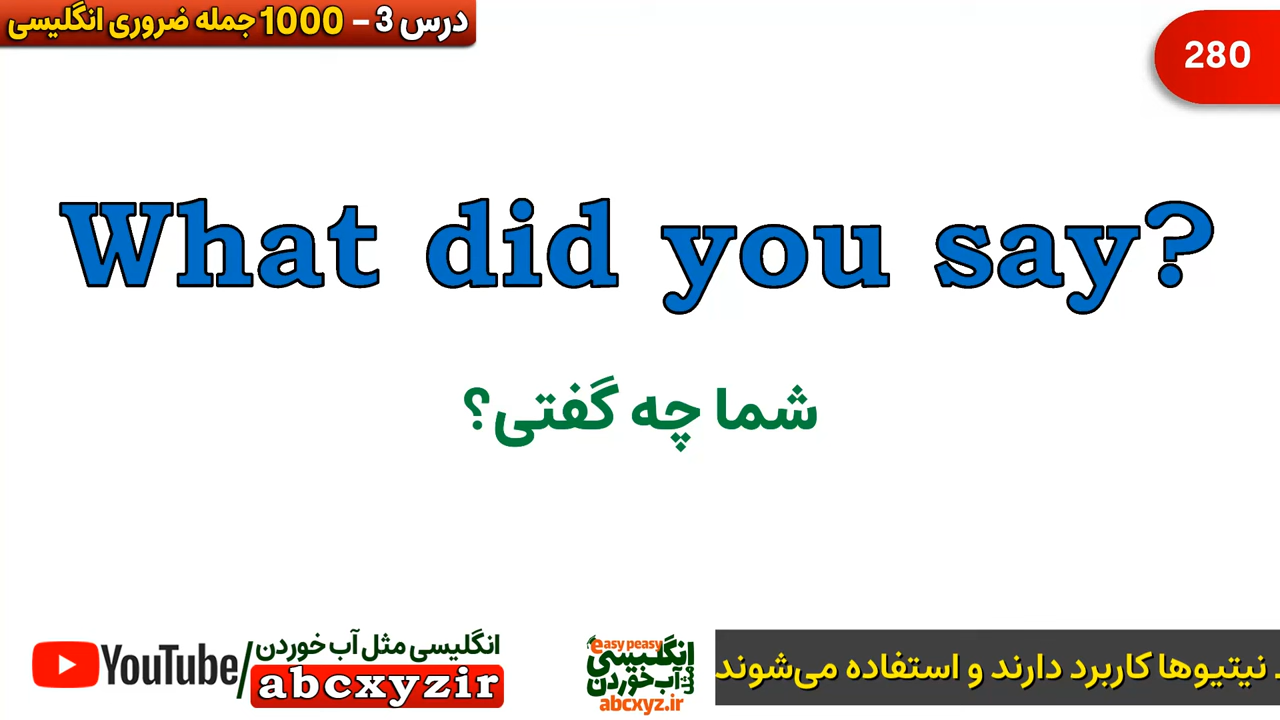 درس 3 – 1000 جمله ضروری انگلیسی
280
What did you say?
شما چه گفتی؟
YouTube/
انگلیسی مثل آب خوردن
abcxyzir
easy peasy
انگلیسی
مثل
آب خوردن
abcxyz.ir
نیتیوها کاربرد دارند و استفاده می‌شوند